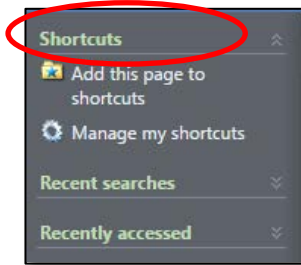 Shortcuts
Add this page to
shortcuts
Manage my shortcuts
Recent searches
Recently accessed